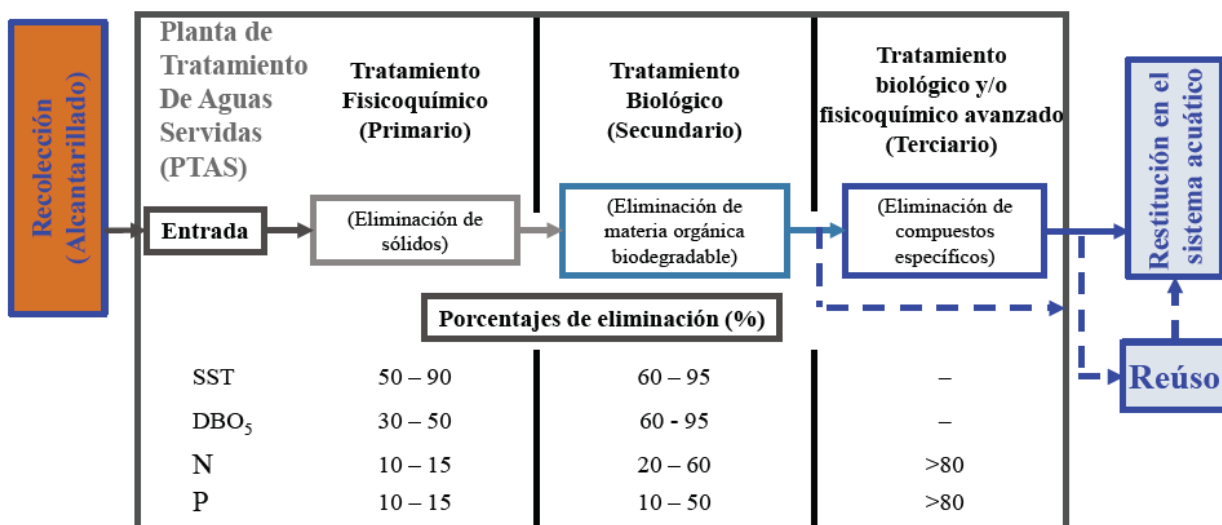 Recolección
(Alcantarillado)
Planta de
Tratamiento
De Aguas
Servidas
(PTAS)
Tratamiento
Fisicoquímico
(Primario)
Tratamiento
Biológico
(Secundario)
Tratamiento
biológico y/o
fisicoquímico avanzado
(Terciario)
Entrada
(Eliminación de
sólidos)
(Eliminación de
materia orgánica
biodegradable)
(Eliminación de
compuestos
específicos)
Restitución en el
sistema acuático
Reúso
Porcentajes de eliminación (%)
SST 50 – 90 60 – 95 –
DBO5 30 – 50 60 - 95 –
N 10 – 15 20 – 60 >80
P 10 – 15 10 – 50 >80